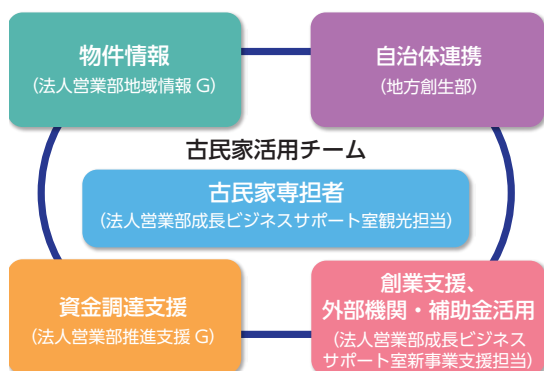 物件情報
(法人営業部地域情報 G)
自治体連携
(地方創生部)
古民家活用チーム
古民家専担者
(法人営業部成長ビジネスサポート室観光担当)
資金調達支援
(法人営業部推進支援 G)
創業支援、
外部機関・補助金活用
(法人営業部成長ビジネス
サポート室新事業支援担当)